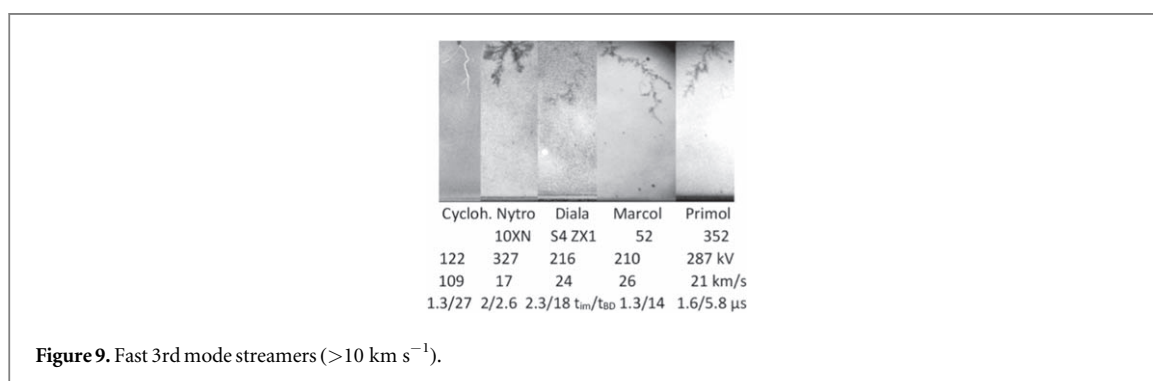 Cycloh. Nytro Diala Marcol Primol
10XN S4 ZX1 52 352
122 327 216 210 287 kV
109 17 24 26 21 km/s
1.3/27 2/2.6 2.3/18 tim/tBD 1.3/14 1.6/5.8 µs
Figure 9. Fast 3rd mode streamers (>10 km s−1).